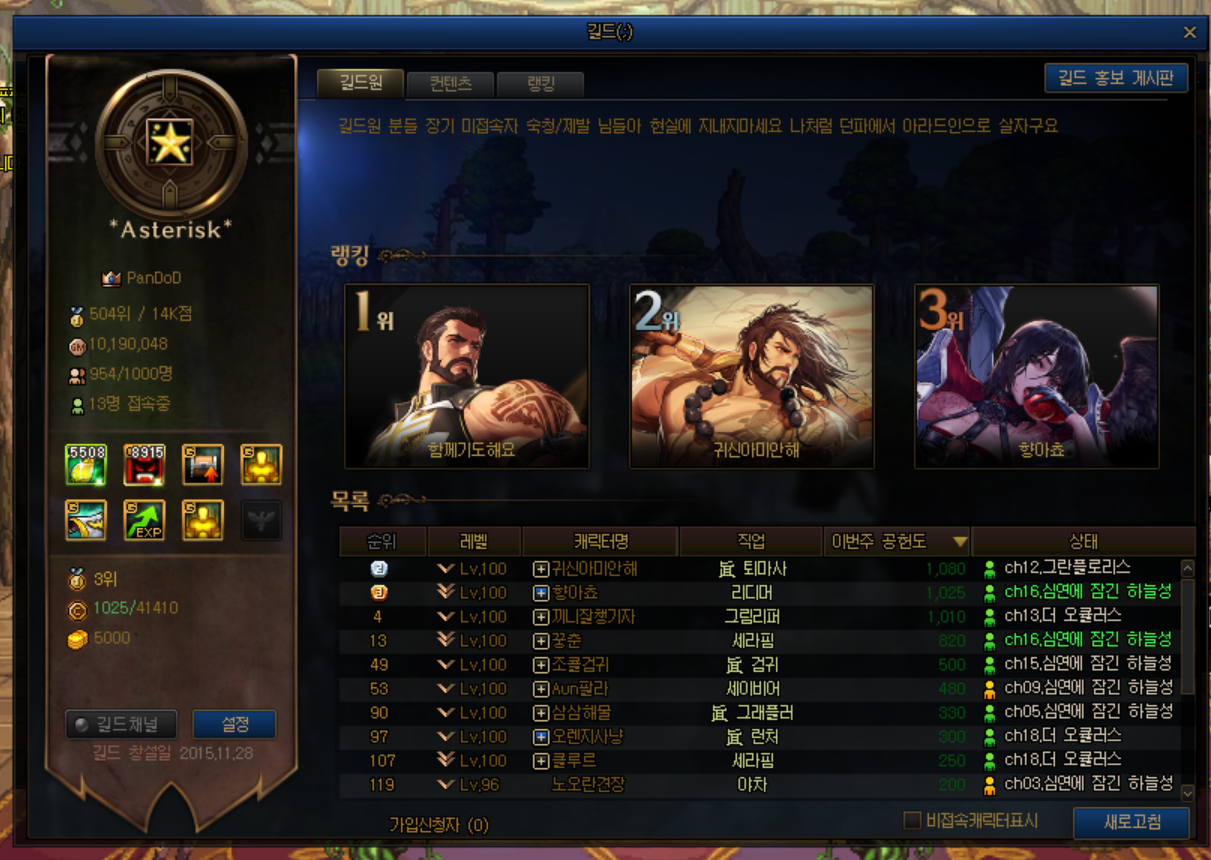 길드(;)
길드원 컨텐츠 랭킹 길드 홍보 게시판
길드원 분들 장기 미접속자 숙청/제발 님들아 현실에 지내지마세요 나처럼 던파에서 아라드인으로 살자구요
*Asterisk*
PanDoD
504위 / 14K점
GM 10,190,048
954/1000명
13명 접속중
5508 8915 G G
G G EXP G
3위
C 1025/41410
5000
길드채널 설정
길드 창설일 2015.11.28
랭킹
1위 2위 3위
함께기도해요 귀신아미안해 향아쵸
목록
순위 레벨 캐릭터명 직업 이번주 공헌도 상태
2 Lv.100 귀신아미안해 眞 퇴마사 1,080 ch12.그란플로리스
3 Lv.100 향아쵸 리디머 1,025 ch16.심연에 잠긴 하늘성
4 Lv.100 끼니잘챙기자 그림리퍼 1,010 ch13.더 오큘러스
13 Lv.100 꿍춘 세라핌 820 ch16.심연에 잠긴 하늘성
49 Lv.100 조큘검귀 眞 검귀 500 ch15.심연에 잠긴 하늘성
53 Lv.100 Aun팔라 세이비어 480 ch09.심연에 잠긴 하늘성
90 Lv.100 삼삼해물 眞 그래플러 330 ch05.심연에 잠긴 하늘성
97 Lv.100 오렌지사냥 眞 런처 300 ch18.더 오큘러스
107 Lv.100 클루르 세라핌 250 ch18.더 오큘러스
119 Lv.96 노오란견장 야차 200 ch03.심연에 잠긴 하늘성
가입신청자 (0) 비접속캐릭터표시 새로고침